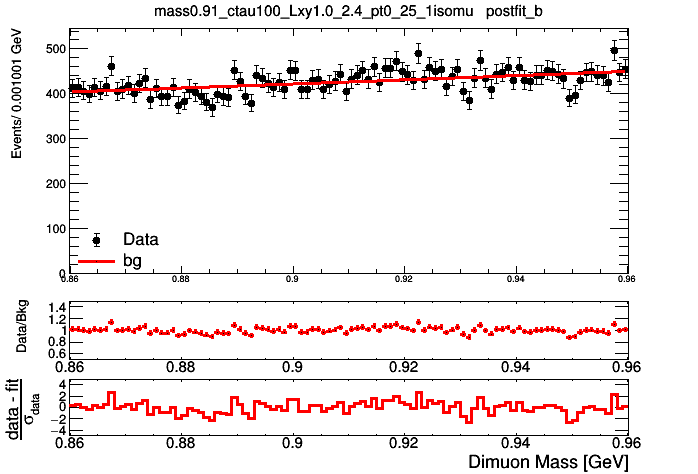 mass0.91_ctau100_Lxy1.0_2.4_pt0_25_1isomu postfit_b
Events/ 0.001001 GeV
500
400
300
200
100
0
Data
bg
0.86 0.88 0.9 0.92 0.94 0.96
Data/Bkg
1.4
1.2
1
0.8
0.6
0.86 0.88 0.9 0.92 0.94 0.96
data - fit
σdata
4
2
0
−2
−4
0.86 0.88 0.9 0.92 0.94 0.96
Dimuon Mass [GeV]